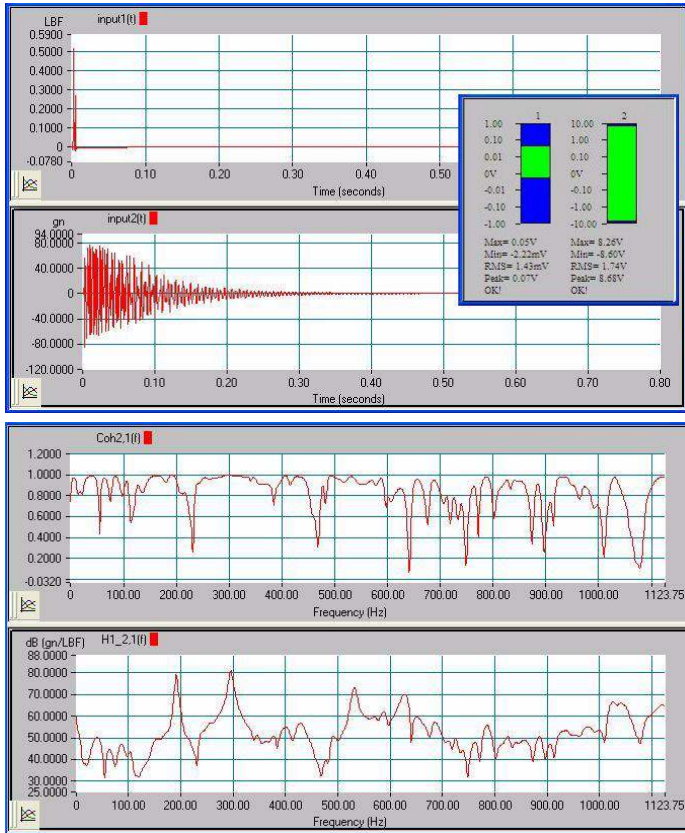 LBF input1(t)
0.5900
0.5000
0.4000
0.3000
0.2000
0.1000
0
-0.0780
0 0.10 0.20 0.30 0.40 0.50
Time (seconds)
1 2
1.00 10.00
0.10 1.00
0.01 0.10
0V 0V
-0.01 -0.10
-0.10 -1.00
-1.00 -10.00
Max= 0.05V Max= 8.26V
Min= -2.22mV Min= -8.60V
RMS= 1.43mV RMS= 1.74V
Peak= 0.07V Peak= 8.68V
OK! OK!
gn input2(t)
94.0000
80.0000
40.0000
0
-40.0000
-80.0000
-120.0000
0 0.10 0.20 0.30 0.40 0.50 0.60 0.70 0.80
Time (seconds)
Coh2,1(f)
1.2000
1.0000
0.8000
0.6000
0.4000
0.2000
-0.0320
0 100.00 200.00 300.00 400.00 500.00 600.00 700.00 800.00 900.00 1000.00 1123.75
Frequency (Hz)
dB (gn/LBF) H1_2,1(f)
88.0000
80.0000
70.0000
60.0000
50.0000
40.0000
30.0000
25.0000
0 100.00 200.00 300.00 400.00 500.00 600.00 700.00 800.00 900.00 1000.00 1123.75
Frequency (Hz)